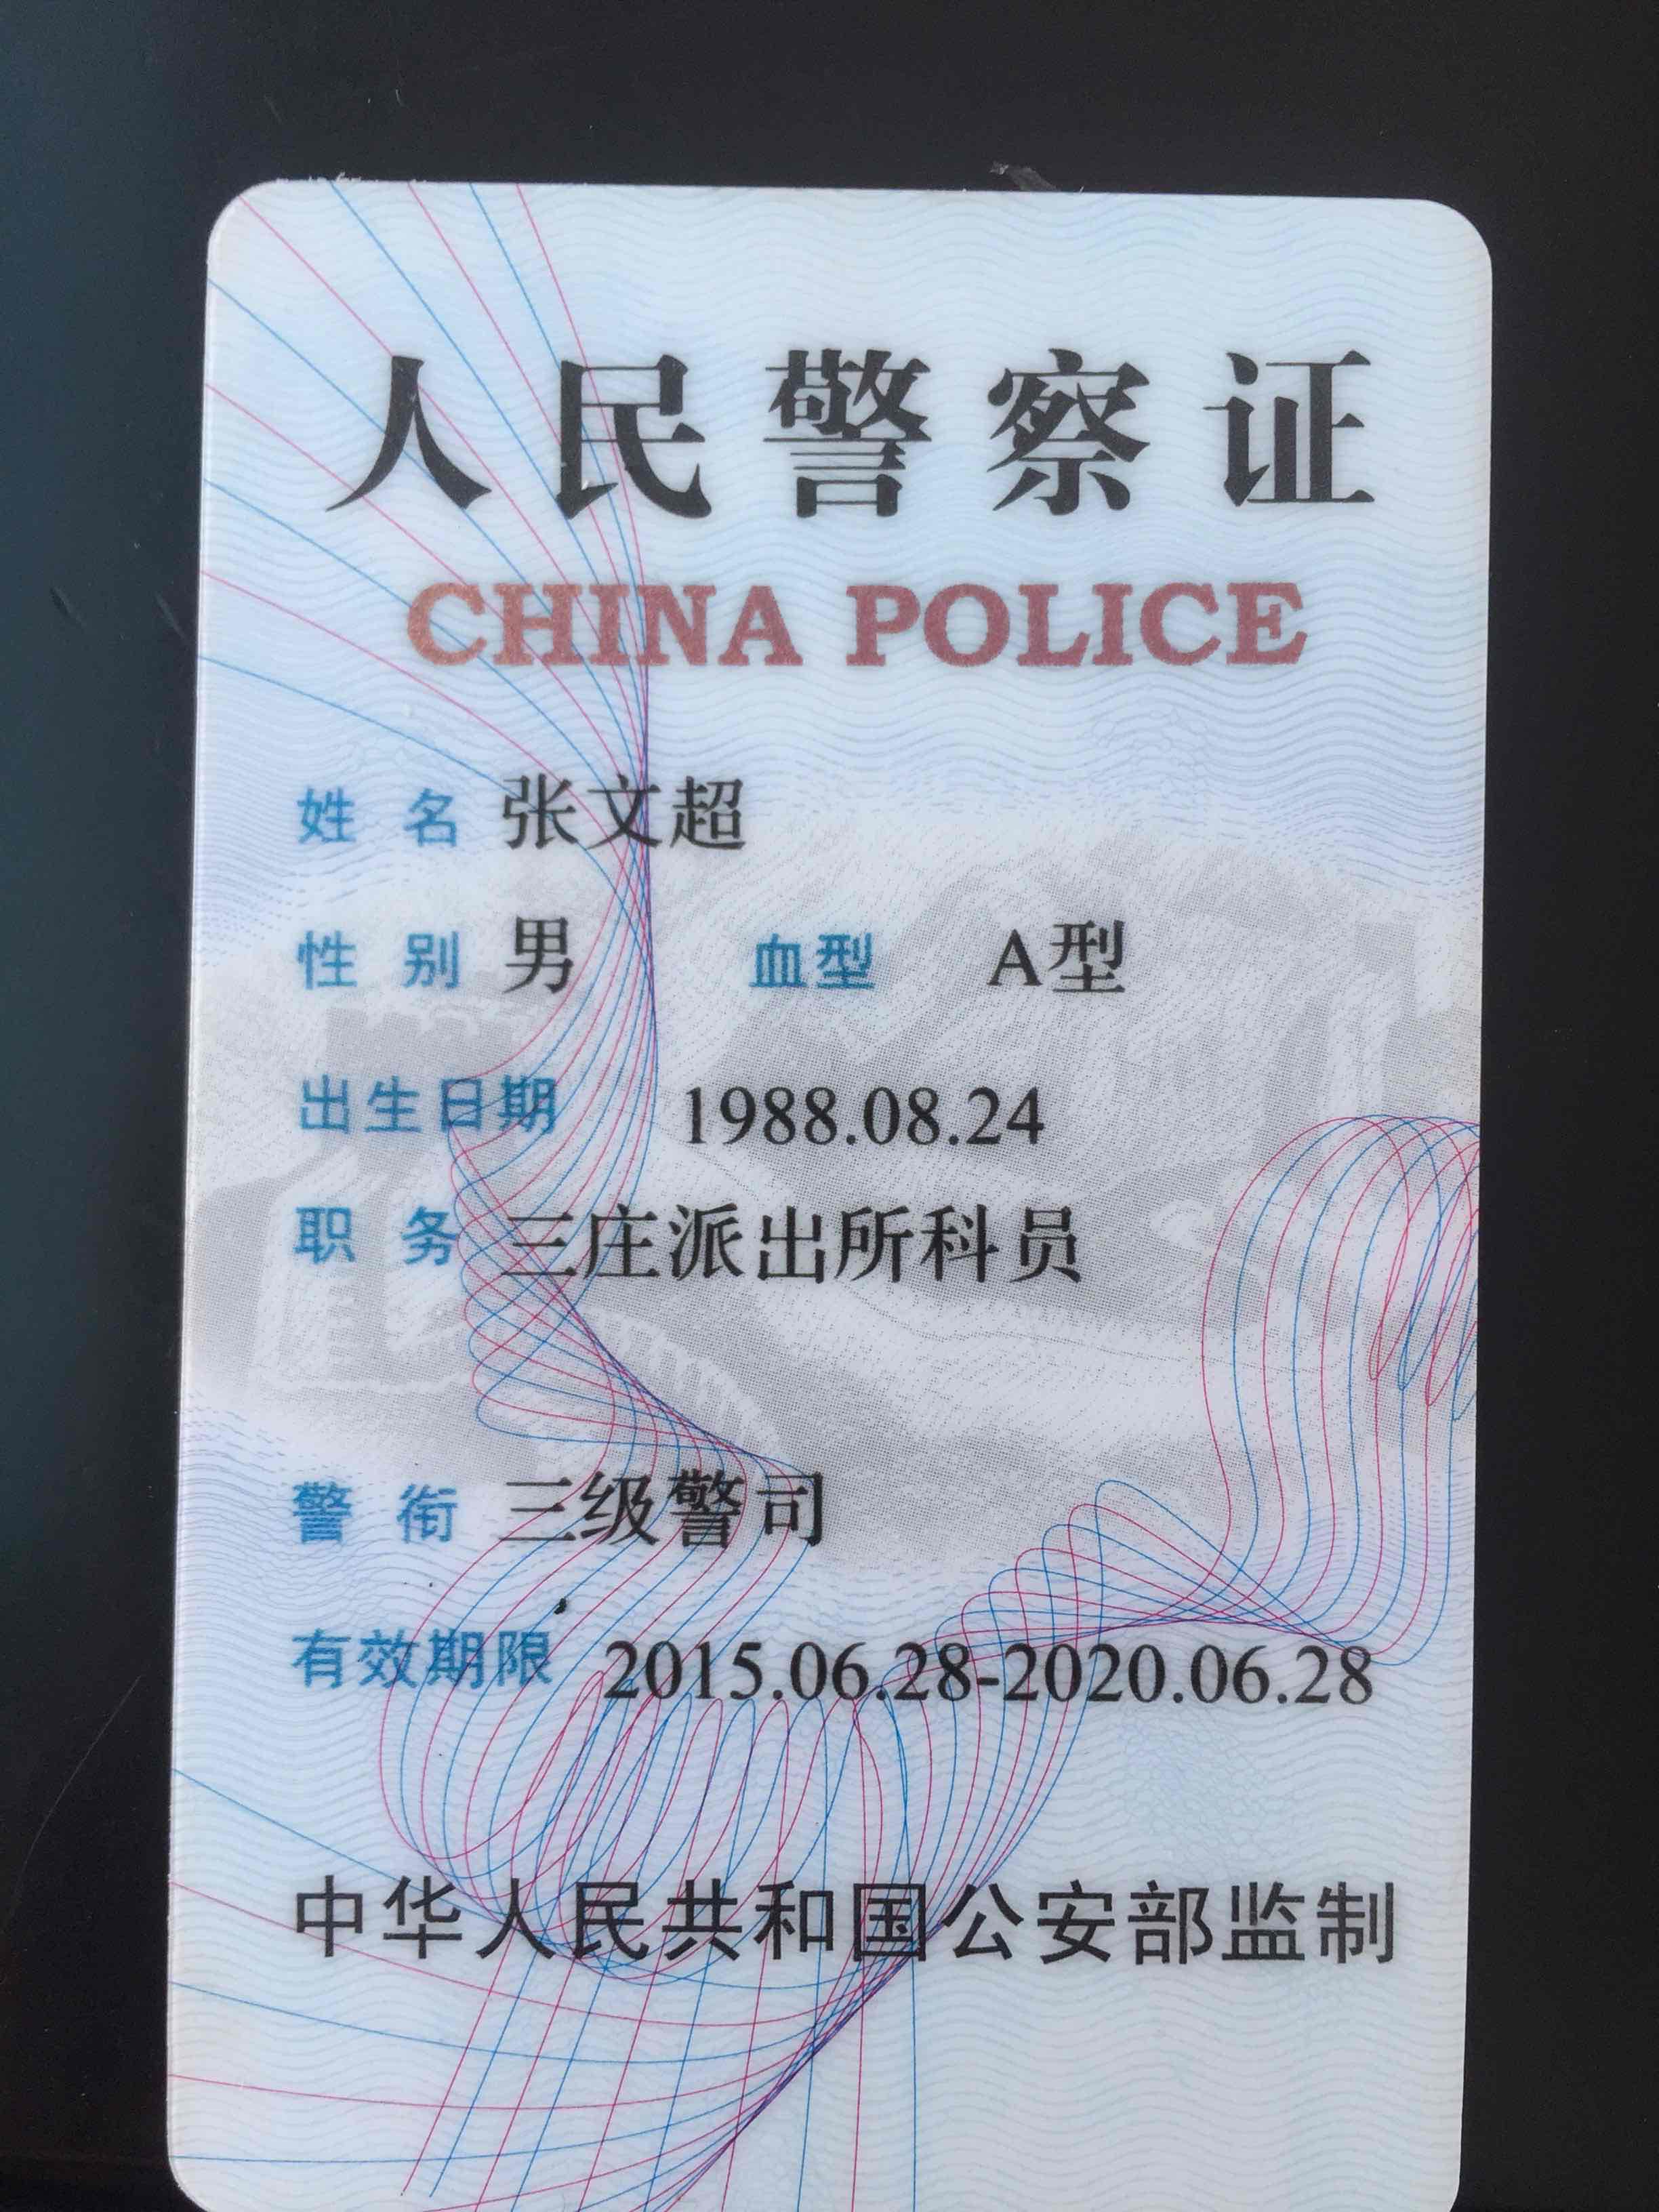 人民警察证
CHINA POLICE
姓 名 张文超
性 别 男 血型 A型
出生日期 1988.08.24
职 务 三庄派出所科员
警 衔 三级警司
有效期限 2015.06.28-2020.06.28
中华人民共和国公安部监制